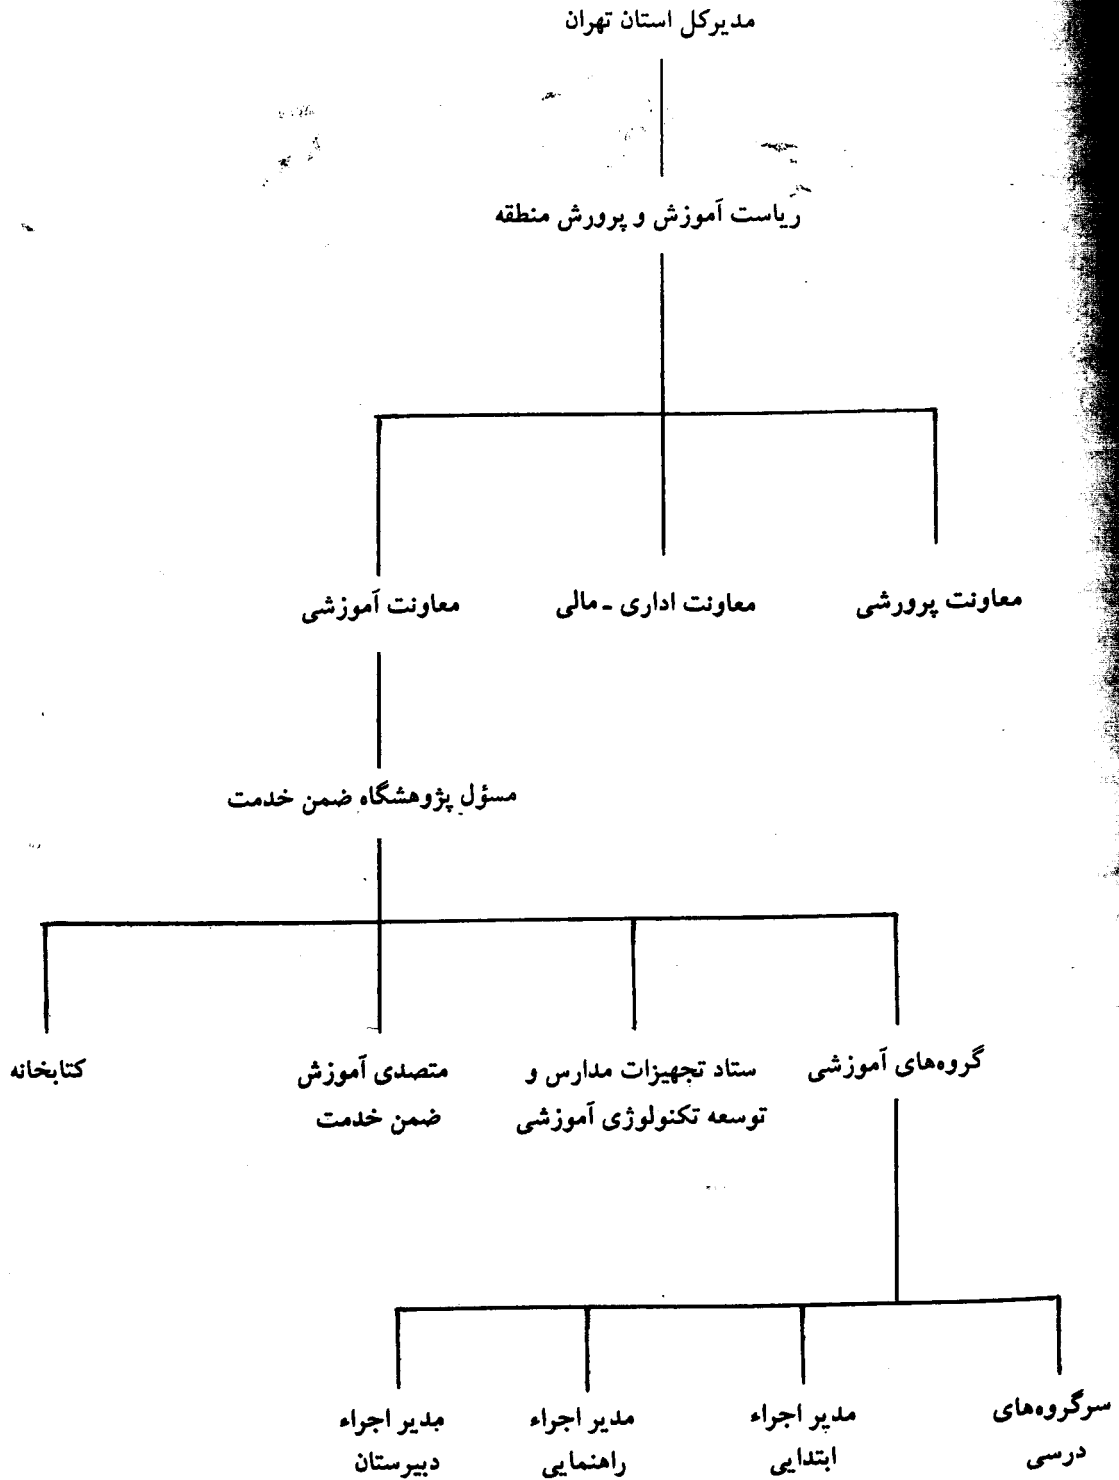 مدیرکل استان تهران
ریاست آموزش و پرورش منطقه
معاونت پرورشی
معاونت اداری - مالی
معاونت آموزشی
مسؤل پژوهشگاه ضمن خدمت
گروه‌های آموزشی
ستاد تجهیزات مدارس و
توسعه تکنولوژی آموزشی
متصدی آموزش
ضمن خدمت
کتابخانه
سرگروه‌های
درسی
مدیر اجراء
ابتدایی
مدیر اجراء
راهنمایی
مدیر اجراء
دبیرستان